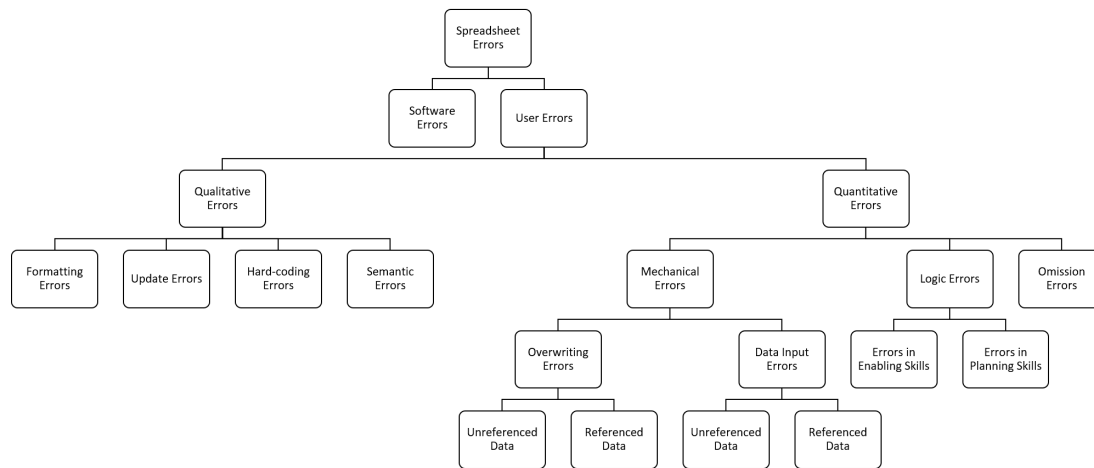 Spreadsheet
Errors
Software
Errors
User Errors
Qualitative
Errors
Quantitative
Errors
Formatting
Errors
Update Errors
Hard-coding
Errors
Semantic
Errors
Mechanical
Errors
Logic Errors
Omission
Errors
Overwriting
Errors
Data Input
Errors
Errors in
Enabling Skills
Errors in
Planning Skills
Unreferenced
Data
Referenced
Data
Unreferenced
Data
Referenced
Data